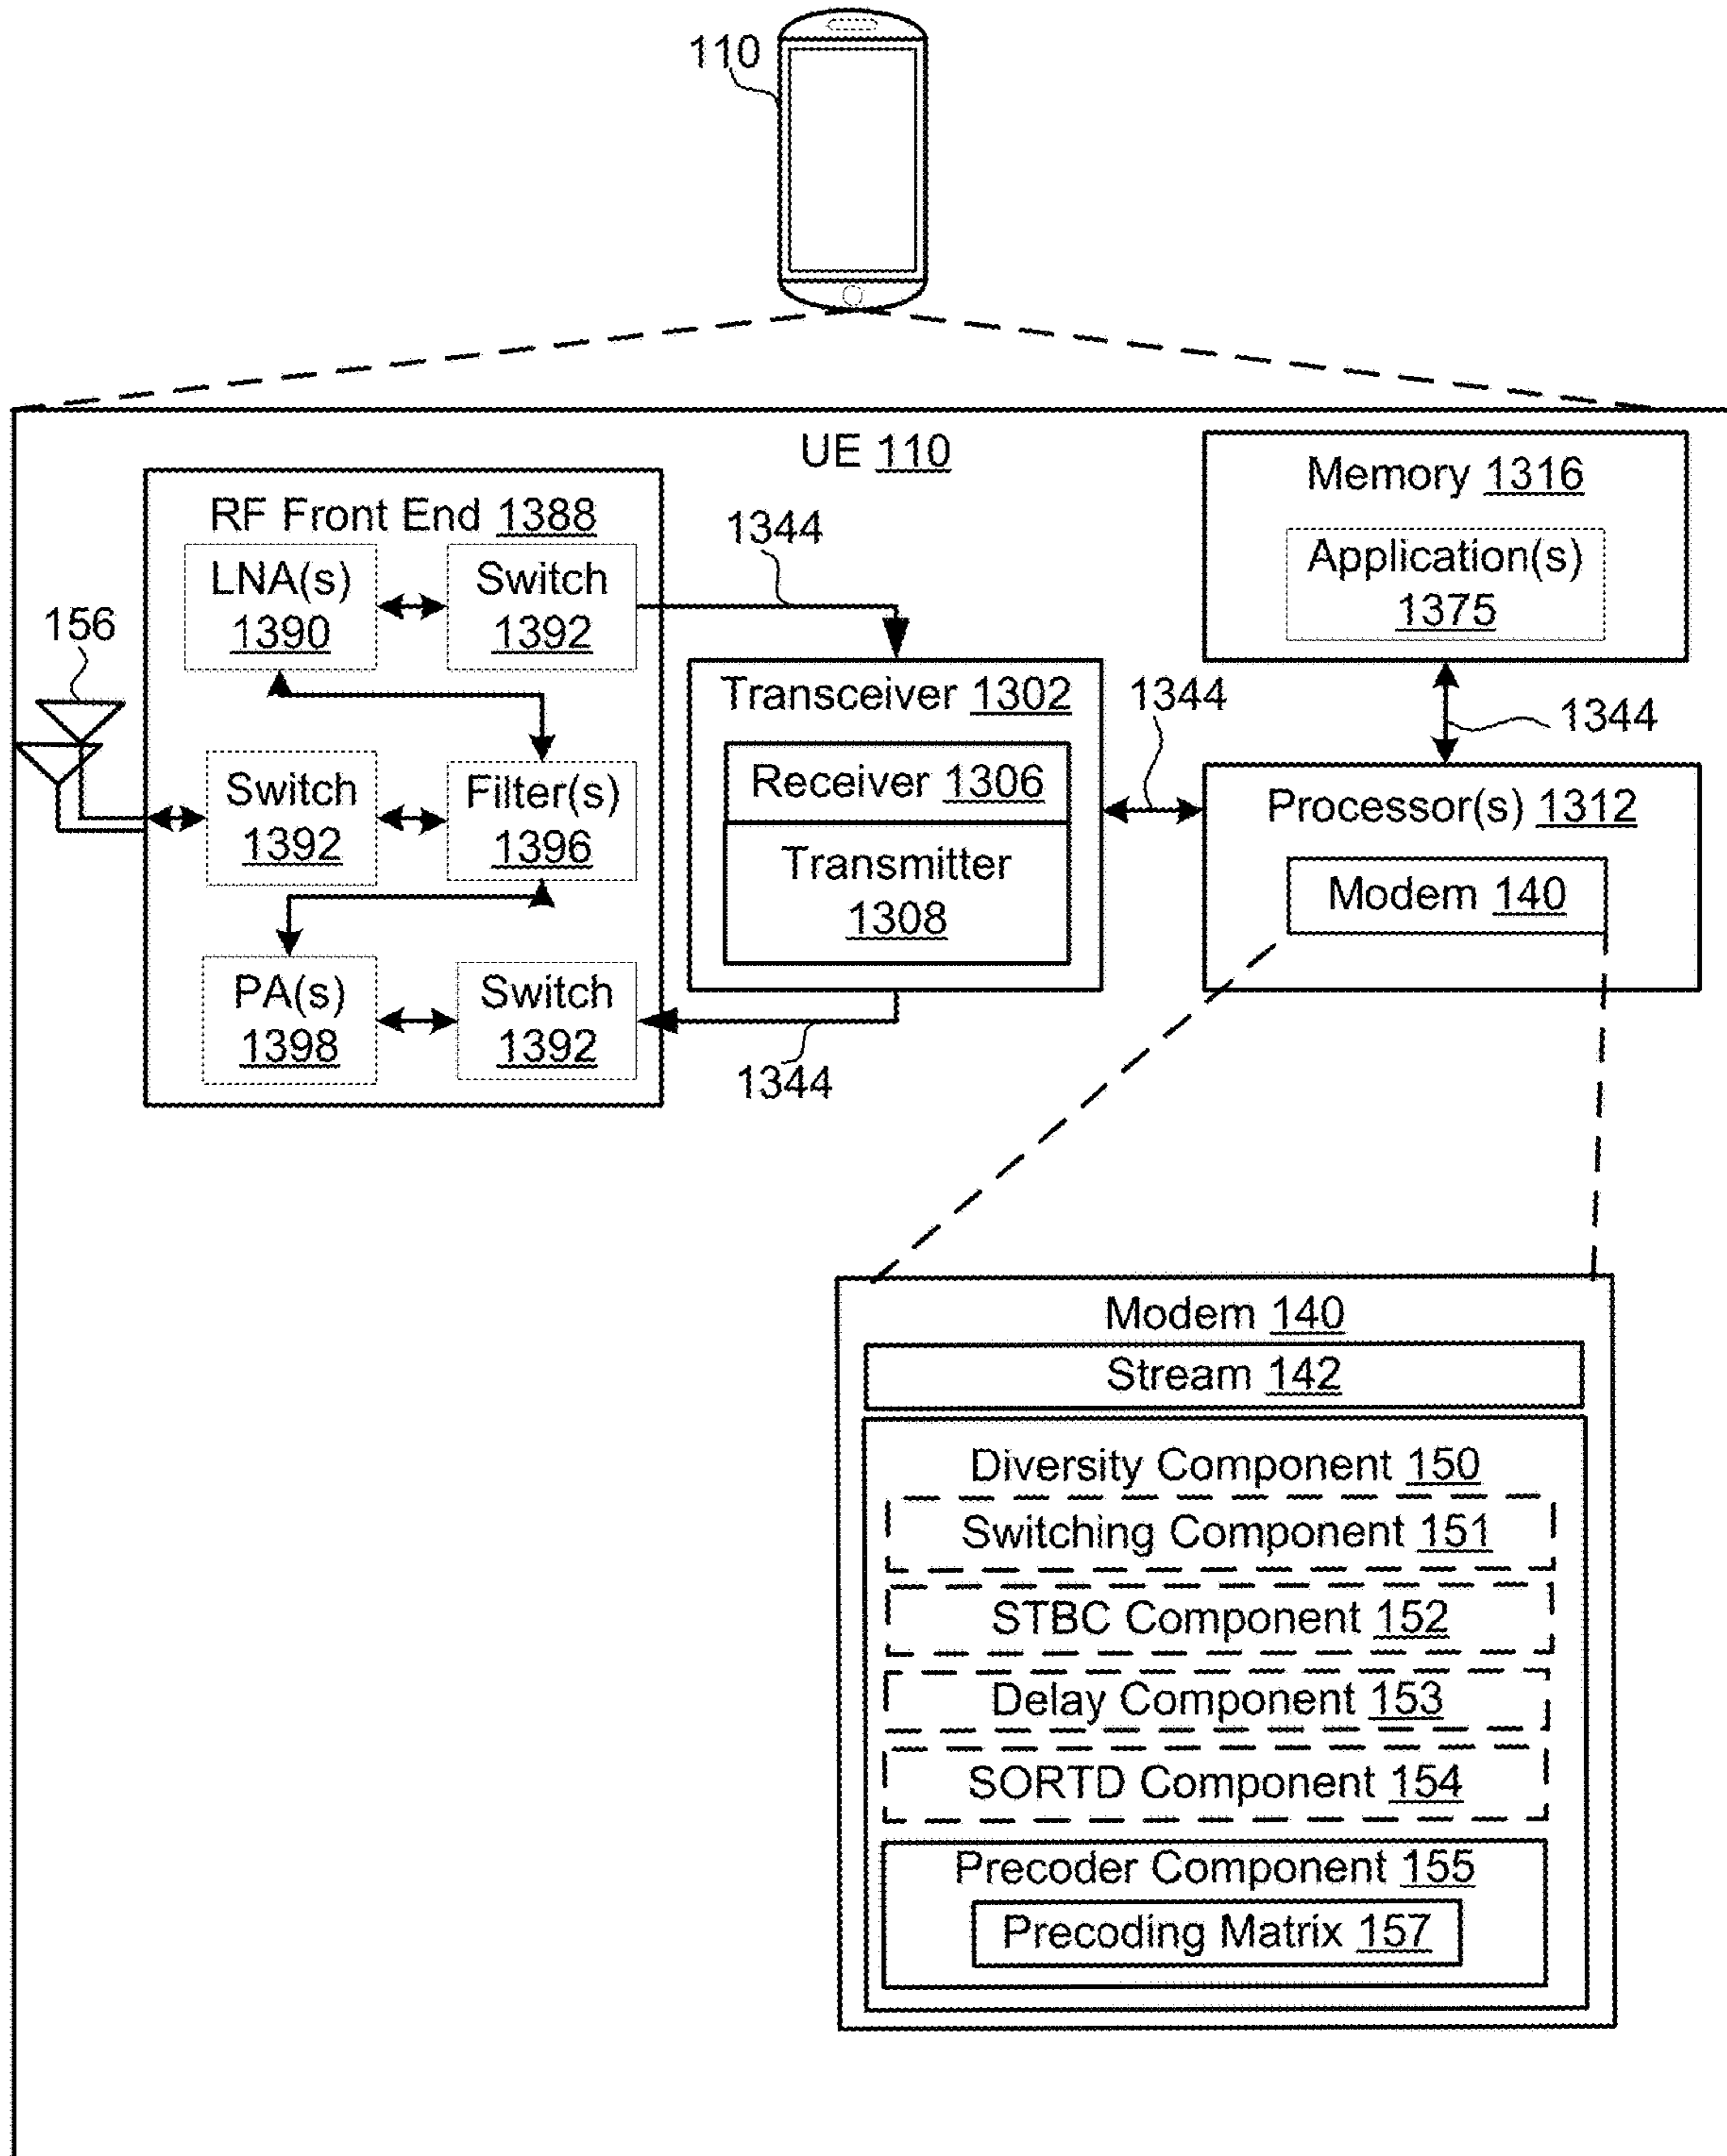 110
UE 110
RF Front End 1388
LNA(s)
1390
Switch
1392
1344
156
Switch
1392
Filter(s)
1396
PA(s)
1398
Switch
1392
1344
Transceiver 1302
Receiver 1306
Transmitter
1308
1344
Memory 1316
Application(s)
1375
1344
Processor(s) 1312
Modem 140
Modem 140
Stream 142
Diversity Component 150
Switching Component 151
STBC Component 152
Delay Component 153
SORTD Component 154
Precoder Component 155
Precoding Matrix 157